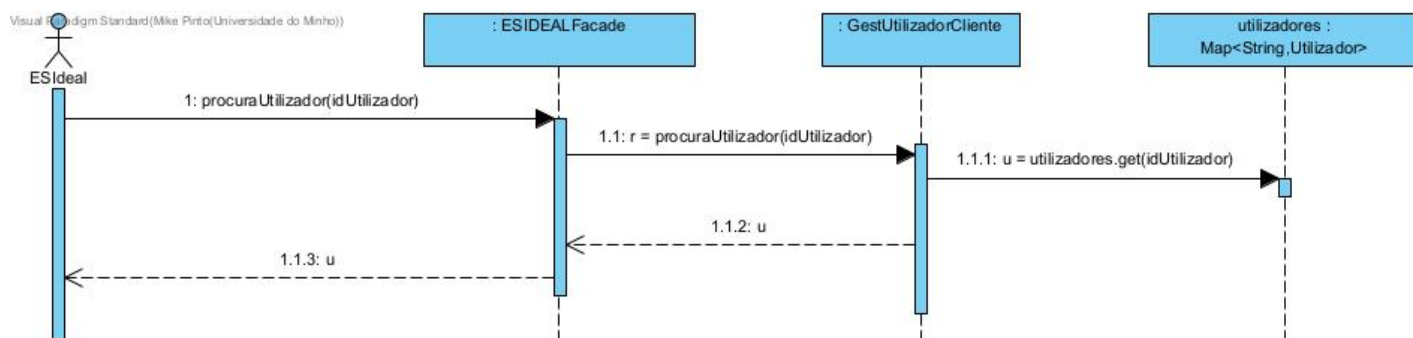 Visual Paradigm Standard(Mike Pinto(Universidade do Minho))
ESIdeal
: ESIDEALFacade
: GestUtilizadorCliente
utilizadores :
Map<String,Utilizador>
1: procuraUtilizador(idUtilizador)
1.1: r = procuraUtilizador(idUtilizador)
1.1.1: u = utilizadores.get(idUtilizador)
1.1.2: u
1.1.3: u